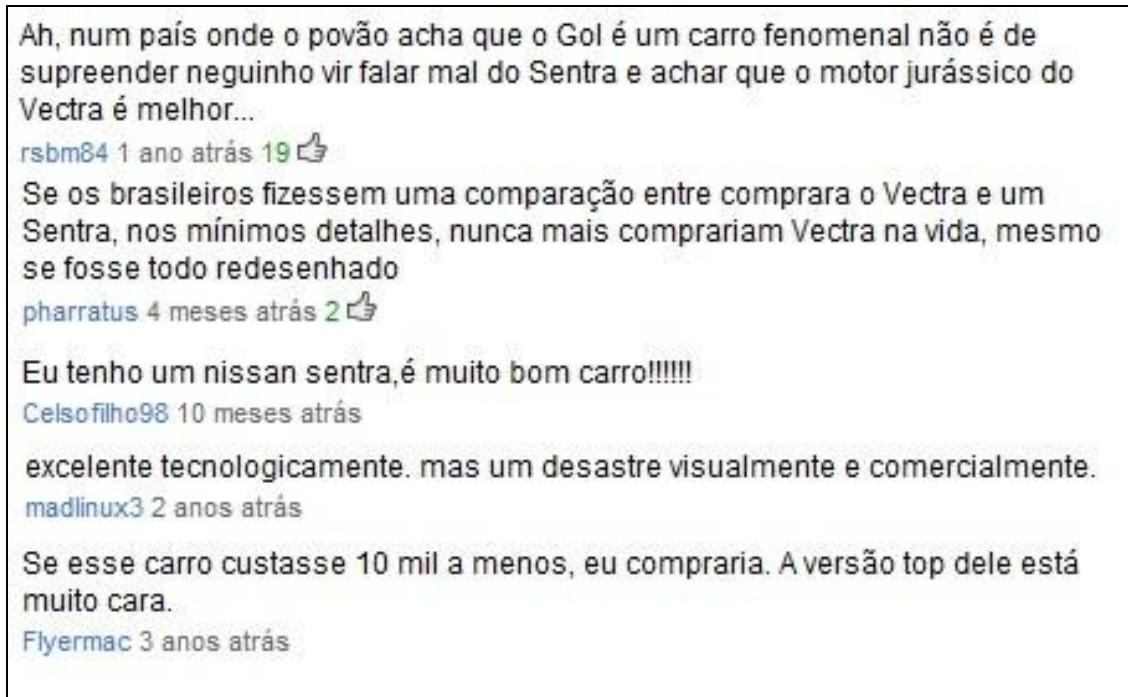 Ah, num país onde o povão acha que o Gol é um carro fenomenal não é de
supreender neguinho vir falar mal do Sentra e achar que o motor jurássico do
Vectra é melhor...
rsbm84 1 ano atrás 19
Se os brasileiros fizessem uma comparação entre comprara o Vectra e um
Sentra, nos mínimos detalhes, nunca mais comprariam Vectra na vida, mesmo
se fosse todo redesenhado
pharratus 4 meses atrás 2
Eu tenho um nissan sentra,é muito bom carro!!!!!!
Celsofilho98 10 meses atrás
excelente tecnologicamente. mas um desastre visualmente e comercialmente.
madlinux3 2 anos atrás
Se esse carro custasse 10 mil a menos, eu compraria. A versão top dele está
muito cara.
Flyermac 3 anos atrás